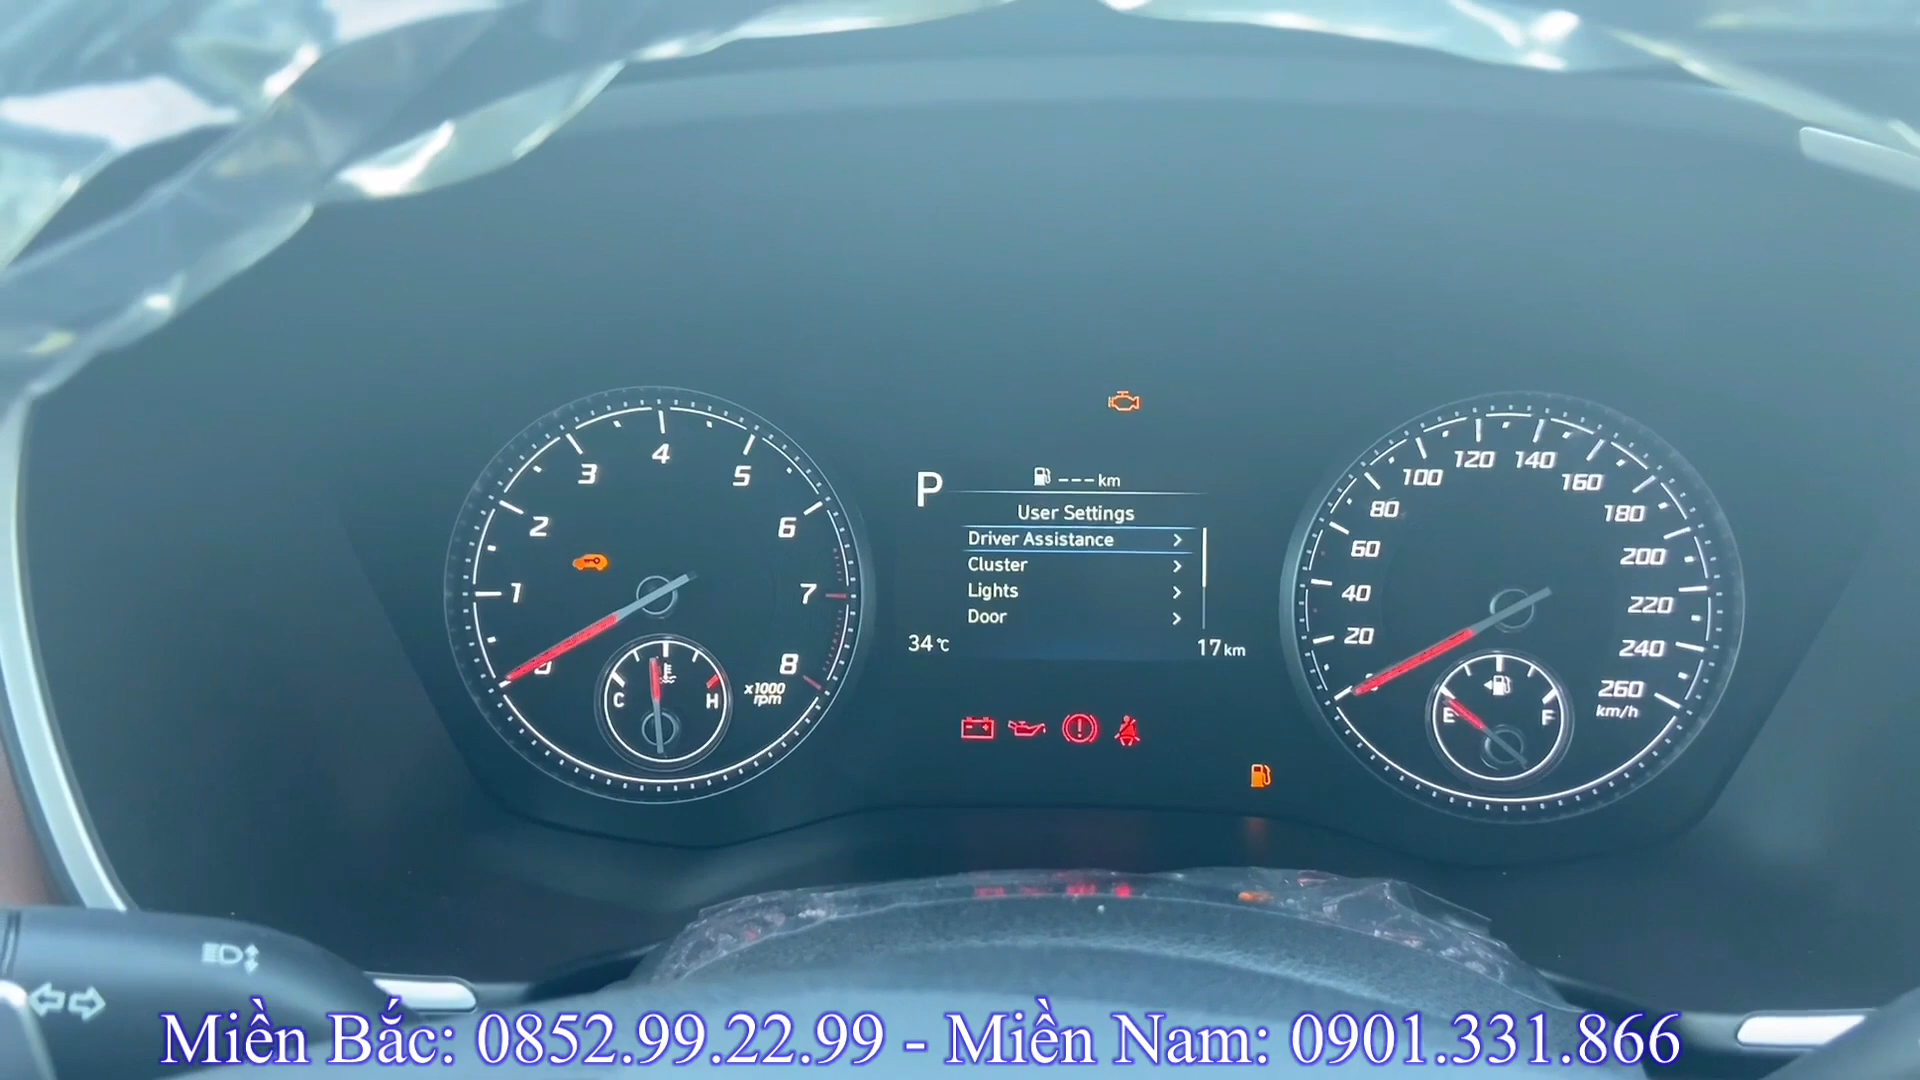 1
2
3
4
5
6
7
8
x1000
rpm
C
H
P
--- km
User Settings
Driver Assistance
Cluster
Lights
Door
34 °C
17 km
20
40
60
80
100
120
140
160
180
200
220
240
260
km/h
E
F
Miền Bắc: 0852.99.22.99 - Miền Nam: 0901.331.866